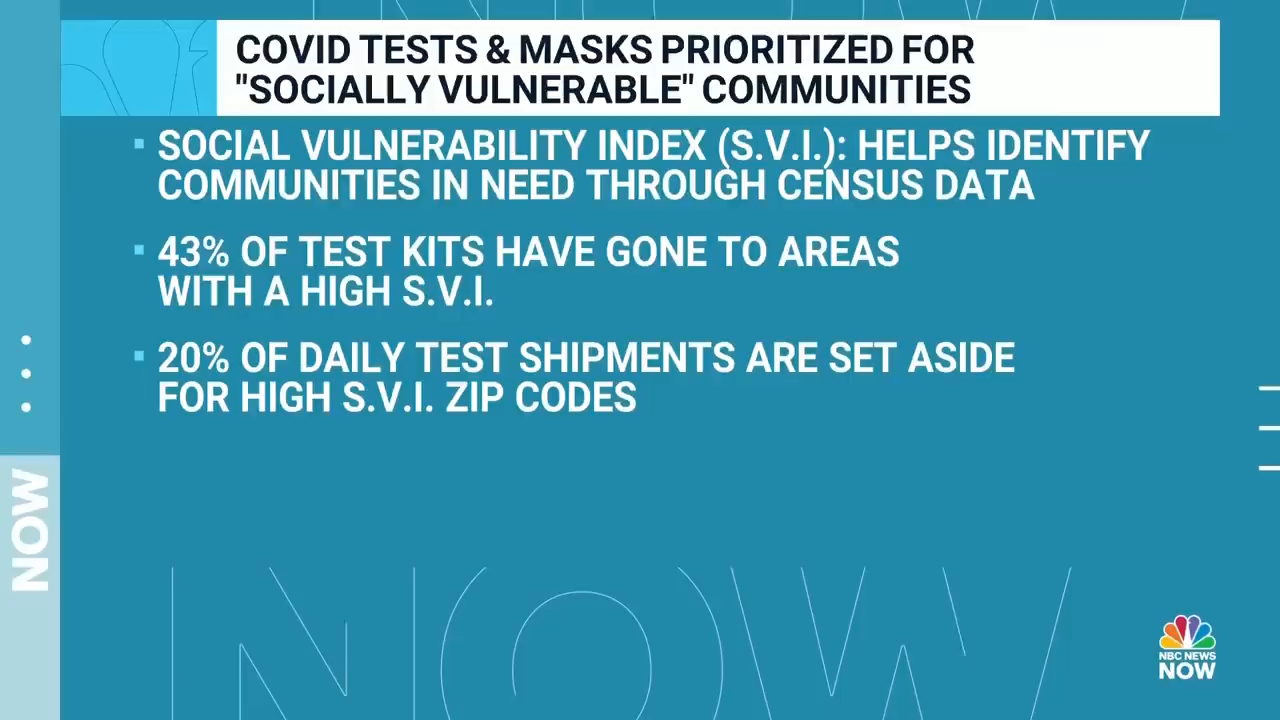 COVID TESTS & MASKS PRIORITIZED FOR
"SOCIALLY VULNERABLE" COMMUNITIES
SOCIAL VULNERABILITY INDEX (S.V.I.): HELPS IDENTIFY
COMMUNITIES IN NEED THROUGH CENSUS DATA
43% OF TEST KITS HAVE GONE TO AREAS
WITH A HIGH S.V.I.
20% OF DAILY TEST SHIPMENTS ARE SET ASIDE
FOR HIGH S.V.I. ZIP CODES
NOW
NOW
NBC NEWS
NOW